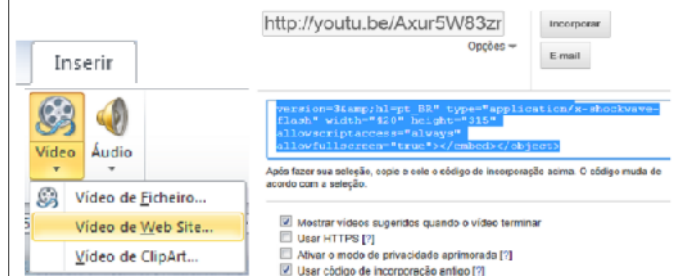 Inserir
Vídeo
Áudio
Vídeo de Ficheiro...
Vídeo de Web Site...
Vídeo de ClipArt...
http://youtu.be/Axur5W83zr
Incorporar
Opções
E-mail
version=3&amp;hl=pt_BR" type="application/x-shockwave-
flash" width="420" height="315"
allowscriptaccess="always"
allowfullscreen="true"></embed></object>
Após fazer sua seleção, copie e cole o código de incorporação acima. O código muda de
acordo com a seleção.
Mostrar vídeos sugeridos quando o vídeo terminar
Usar HTTPS [?]
Ativar o modo de privacidade aprimorada [?]
Usar código de incorporação antigo [?]